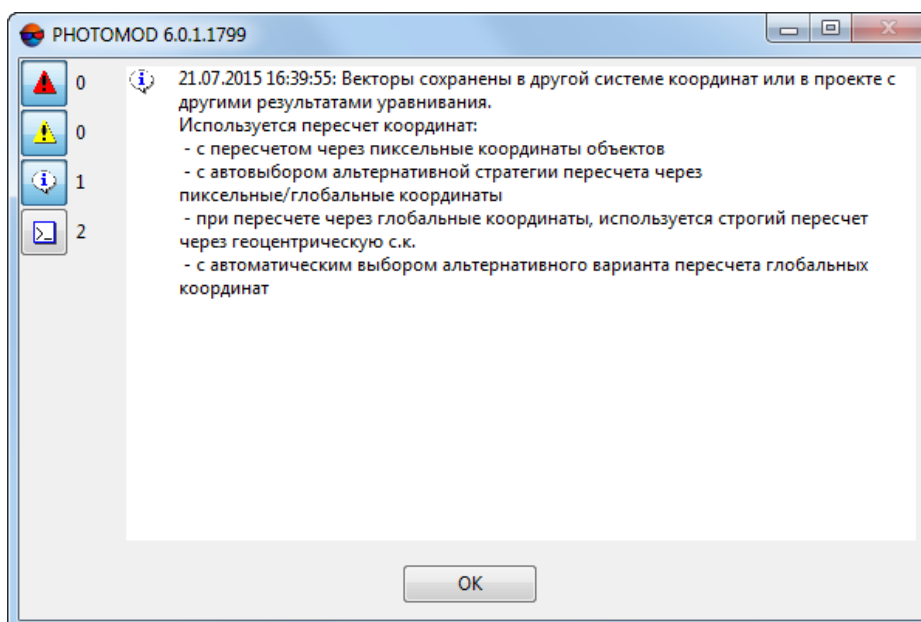 PHOTOMOD 6.0.1.1799
0
0
1
2
21.07.2015 16:39:55: Векторы сохранены в другой системе координат или в проекте с
другими результатами уравнивания.
Используется пересчет координат:
- с пересчетом через пиксельные координаты объектов
- с автовыбором альтернативной стратегии пересчета через
пиксельные/глобальные координаты
- при пересчете через глобальные координаты, используется строгий пересчет
через геоцентрическую с.к.
- с автоматическим выбором альтернативного варианта пересчета глобальных
координат
OK